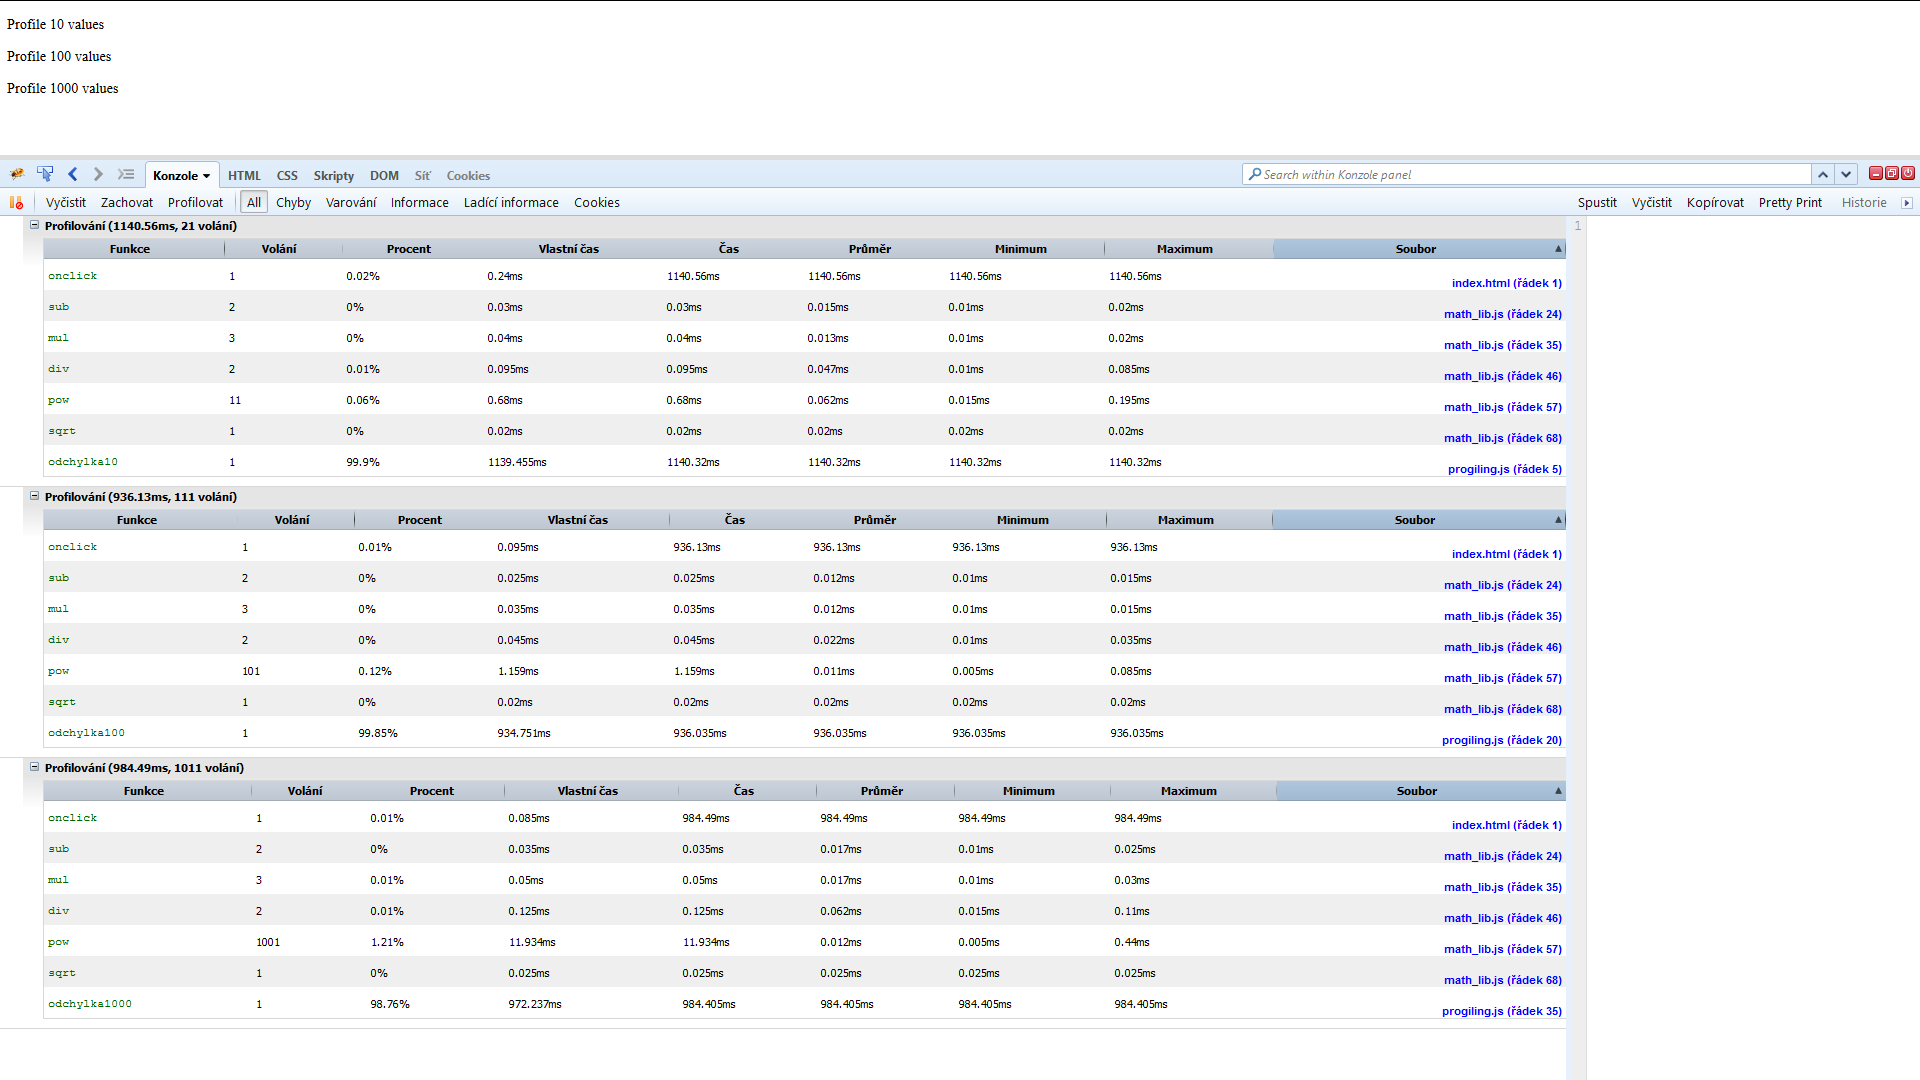 Profile 10 values
Profile 100 values
Profile 1000 values
Konzole HTML CSS Skripty DOM Síť Cookies Search within Konzole panel
Vyčistit Zachovat Profilovat All Chyby Varování Informace Ladící informace Cookies Spustit Vyčistit Kopírovat Pretty Print Historie
Profilování (1140.56ms, 21 volání) 1
Funkce Volání Procent Vlastní čas Čas Průměr Minimum Maximum Soubor
onclick 1 0.02% 0.24ms 1140.56ms 1140.56ms 1140.56ms 1140.56ms index.html (řádek 1)
sub 2 0% 0.03ms 0.03ms 0.015ms 0.01ms 0.02ms math_lib.js (řádek 24)
mul 3 0% 0.04ms 0.04ms 0.013ms 0.01ms 0.02ms math_lib.js (řádek 35)
div 2 0.01% 0.095ms 0.095ms 0.047ms 0.01ms 0.085ms math_lib.js (řádek 46)
pow 11 0.06% 0.68ms 0.68ms 0.062ms 0.015ms 0.195ms math_lib.js (řádek 57)
sqrt 1 0% 0.02ms 0.02ms 0.02ms 0.02ms 0.02ms math_lib.js (řádek 68)
odchylka10 1 99.9% 1139.455ms 1140.32ms 1140.32ms 1140.32ms 1140.32ms progiling.js (řádek 5)
Profilování (936.13ms, 111 volání)
Funkce Volání Procent Vlastní čas Čas Průměr Minimum Maximum Soubor
onclick 1 0.01% 0.095ms 936.13ms 936.13ms 936.13ms 936.13ms index.html (řádek 1)
sub 2 0% 0.025ms 0.025ms 0.012ms 0.01ms 0.015ms math_lib.js (řádek 24)
mul 3 0% 0.035ms 0.035ms 0.012ms 0.01ms 0.015ms math_lib.js (řádek 35)
div 2 0% 0.045ms 0.045ms 0.022ms 0.01ms 0.035ms math_lib.js (řádek 46)
pow 101 0.12% 1.159ms 1.159ms 0.011ms 0.005ms 0.085ms math_lib.js (řádek 57)
sqrt 1 0% 0.02ms 0.02ms 0.02ms 0.02ms 0.02ms math_lib.js (řádek 68)
odchylka100 1 99.85% 934.751ms 936.035ms 936.035ms 936.035ms 936.035ms progiling.js (řádek 20)
Profilování (984.49ms, 1011 volání)
Funkce Volání Procent Vlastní čas Čas Průměr Minimum Maximum Soubor
onclick 1 0.01% 0.085ms 984.49ms 984.49ms 984.49ms 984.49ms index.html (řádek 1)
sub 2 0% 0.035ms 0.035ms 0.017ms 0.01ms 0.025ms math_lib.js (řádek 24)
mul 3 0.01% 0.05ms 0.05ms 0.017ms 0.01ms 0.03ms math_lib.js (řádek 35)
div 2 0.01% 0.125ms 0.125ms 0.062ms 0.015ms 0.11ms math_lib.js (řádek 46)
pow 1001 1.21% 11.934ms 11.934ms 0.012ms 0.005ms 0.44ms math_lib.js (řádek 57)
sqrt 1 0% 0.025ms 0.025ms 0.025ms 0.025ms 0.025ms math_lib.js (řádek 68)
odchylka1000 1 98.76% 972.237ms 984.405ms 984.405ms 984.405ms 984.405ms progiling.js (řádek 35)